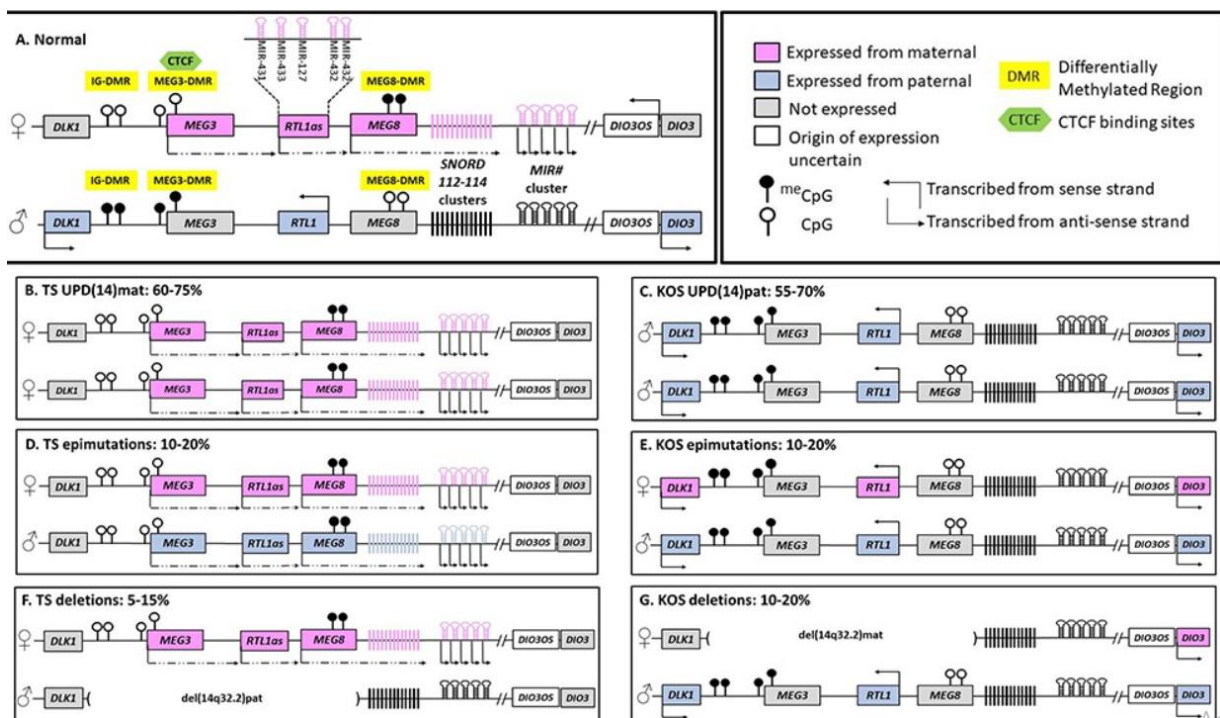 A. Normal
MIR-431
MIR-433
MIR-127
MIR-432
MIR-432
CTCF
IG-DMR
MEG3-DMR
MEG8-DMR
♀ DLK1 MEG3 RTL1as MEG8 DIO3OS DIO3
SNORD
112-114
clusters
MIR#
cluster
IG-DMR
MEG3-DMR
MEG8-DMR
♂ DLK1 MEG3 RTL1 MEG8 DIO3OS DIO3
Expressed from maternal
Expressed from paternal
Not expressed
Origin of expression
uncertain
DMR
Differentially
Methylated Region
CTCF
CTCF binding sites
meCpG
CpG
Transcribed from sense strand
Transcribed from anti-sense strand
B. TS UPD(14)mat: 60-75%
♀ DLK1 MEG3 RTL1as MEG8 DIO3OS DIO3
♀ DLK1 MEG3 RTL1as MEG8 DIO3OS DIO3
C. KOS UPD(14)pat: 55-70%
♂ DLK1 MEG3 RTL1 MEG8 DIO3OS DIO3
♂ DLK1 MEG3 RTL1 MEG8 DIO3OS DIO3
D. TS epimutations: 10-20%
♀ DLK1 MEG3 RTL1as MEG8 DIO3OS DIO3
♂ DLK1 MEG3 RTL1as MEG8 DIO3OS DIO3
E. KOS epimutations: 10-20%
♀ DLK1 RTL1 MEG3 MEG8 DIO3OS DIO3
♂ DLK1 MEG3 RTL1 MEG8 DIO3OS DIO3
F. TS deletions: 5-15%
♀ DLK1 MEG3 RTL1as MEG8 DIO3OS DIO3
♂ DLK1 del(14q32.2)pat DIO3OS DIO3
G. KOS deletions: 10-20%
♀ DLK1 del(14q32.2)mat DIO3OS DIO3
♂ DLK1 MEG3 RTL1 MEG8 DIO3OS DIO3